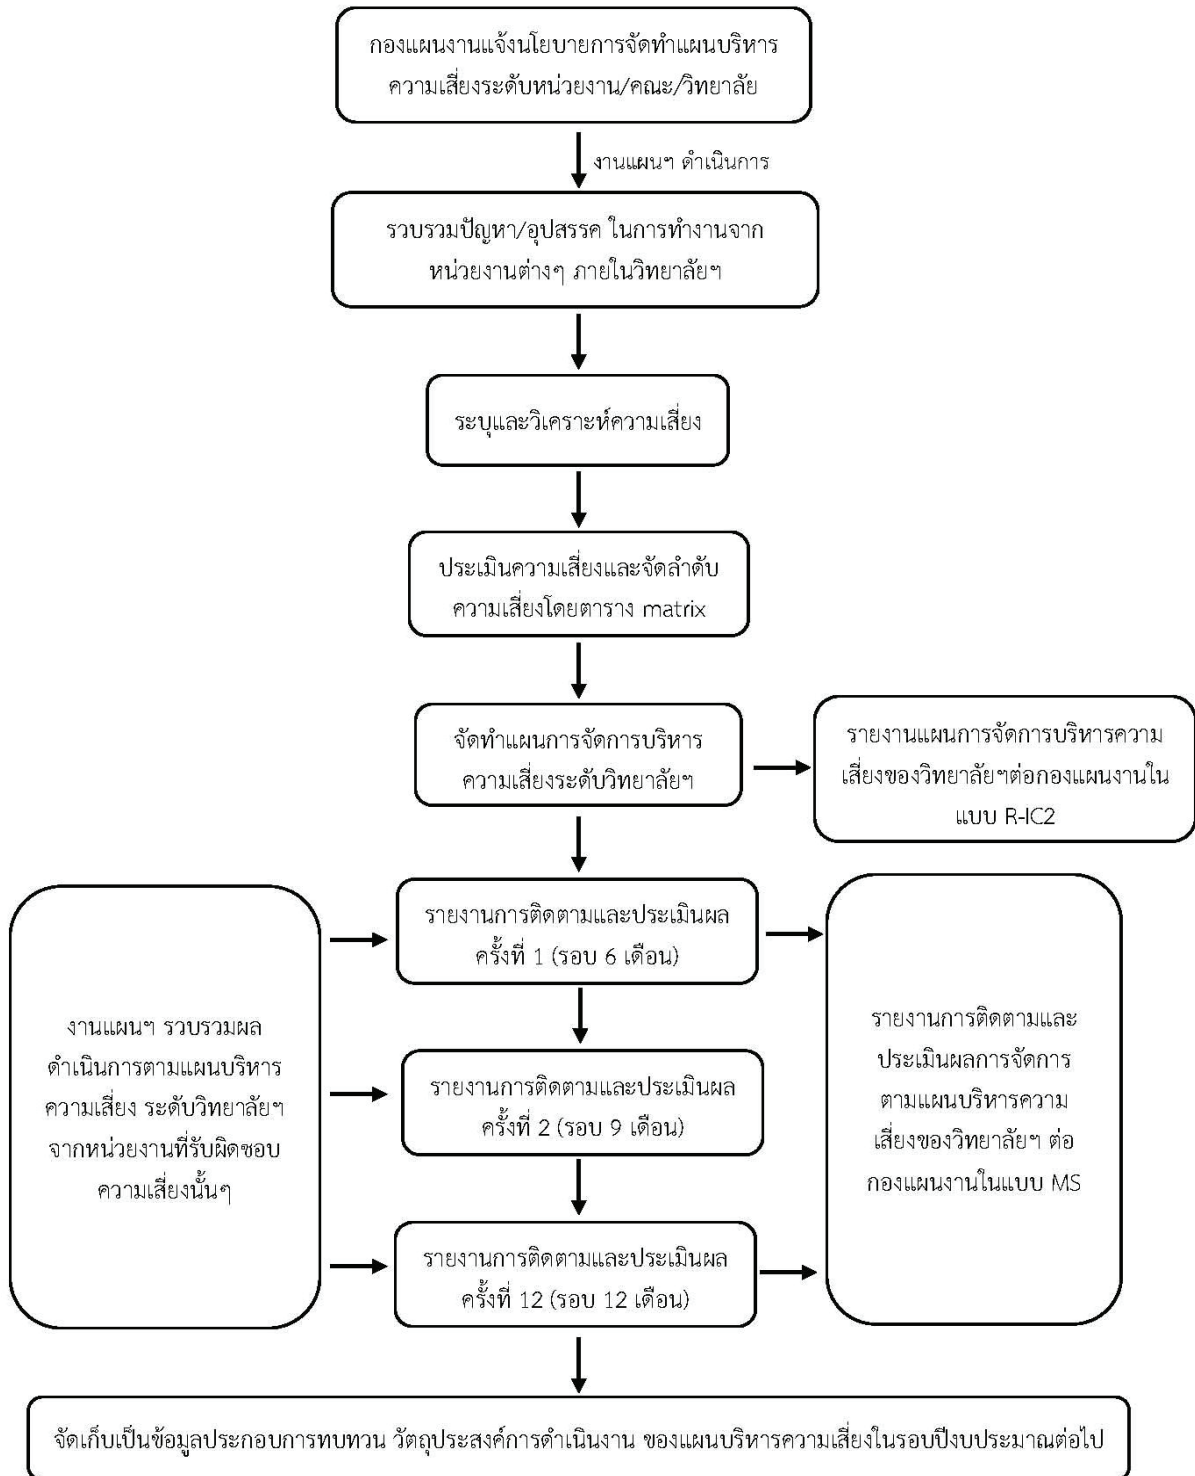 กองแผนงานแจ้งนโยบายการจัดทำแผนบริหาร
ความเสี่ยงระดับหน่วยงาน/คณะ/วิทยาลัย
งานแผนฯ ดำเนินการ
รวบรวมปัญหา/อุปสรรค ในการทำงานจาก
หน่วยงานต่างๆ ภายในวิทยาลัยฯ
ระบุและวิเคราะห์ความเสี่ยง
ประเมินความเสี่ยงและจัดลำดับ
ความเสี่ยงโดยตาราง matrix
จัดทำแผนการจัดการบริหาร
ความเสี่ยงระดับวิทยาลัยฯ
รายงานแผนการจัดการบริหารความ
เสี่ยงของวิทยาลัยฯต่อกองแผนงานใน
แบบ R-IC2
งานแผนฯ รวบรวมผล
ดำเนินการตามแผนบริหาร
ความเสี่ยง ระดับวิทยาลัยฯ
จากหน่วยงานที่รับผิดชอบ
ความเสี่ยงนั้นๆ
รายงานการติดตามและประเมินผล
ครั้งที่ 1 (รอบ 6 เดือน)
รายงานการติดตามและประเมินผล
ครั้งที่ 2 (รอบ 9 เดือน)
รายงานการติดตามและประเมินผล
ครั้งที่ 12 (รอบ 12 เดือน)
รายงานการติดตามและ
ประเมินผลการจัดการ
ตามแผนบริหารความ
เสี่ยงของวิทยาลัยฯ ต่อ
กองแผนงานในแบบ MS
จัดเก็บเป็นข้อมูลประกอบการทบทวน วัตถุประสงค์การดำเนินงาน ของแผนบริหารความเสี่ยงในรอบปีงบประมาณต่อไป